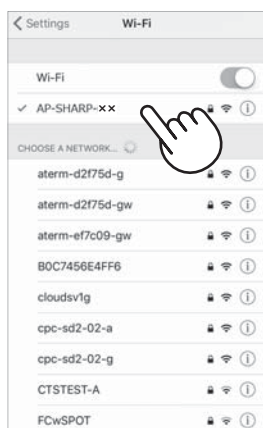 Settings Wi-Fi
Wi-Fi
AP-SHARP-××
CHOOSE A NETWORK...
aterm-d2f75d-g
aterm-d2f75d-gw
aterm-ef7c09-gw
B0C7456E4FF6
cloudsv1g
cpc-sd2-02-a
cpc-sd2-02-g
CTSTEST-A
FCwSPOT